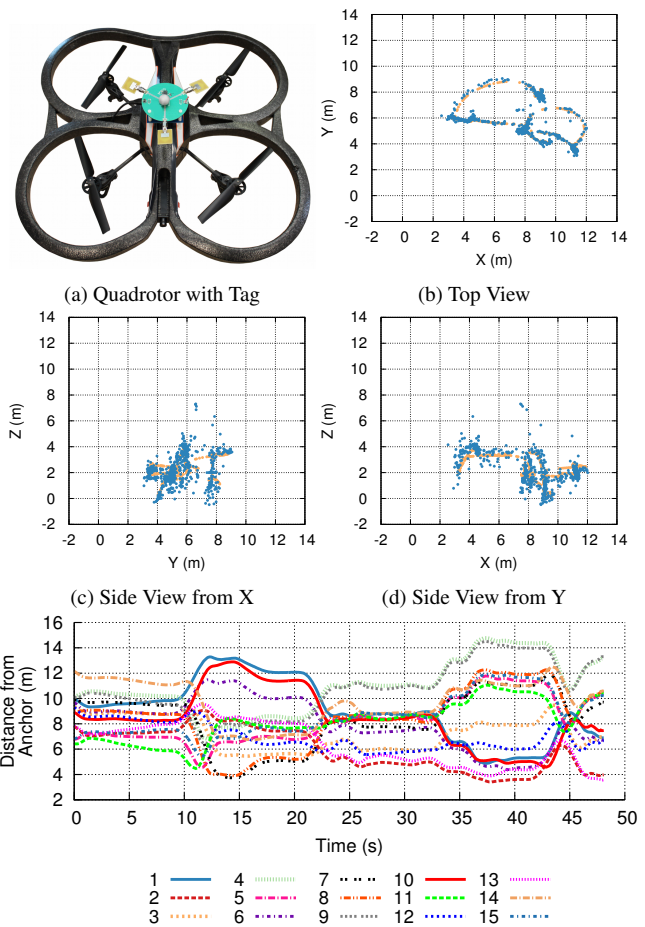 14
12
10
8
6
4
2
0
-2
Y (m)
-2 0 2 4 6 8 10 12 14
X (m)
(a) Quadrotor with Tag
(b) Top View
14
12
10
8
6
4
2
0
-2
Z (m)
-2 0 2 4 6 8 10 12 14
Y (m)
14
12
10
8
6
4
2
0
-2
Z (m)
-2 0 2 4 6 8 10 12 14
X (m)
(c) Side View from X
(d) Side View from Y
16
14
12
10
8
6
4
2
Distance from
Anchor (m)
0 5 10 15 20 25 30 35 40 45 50
Time (s)
1 4 7 10 13
2 5 8 11 14
3 6 9 12 15